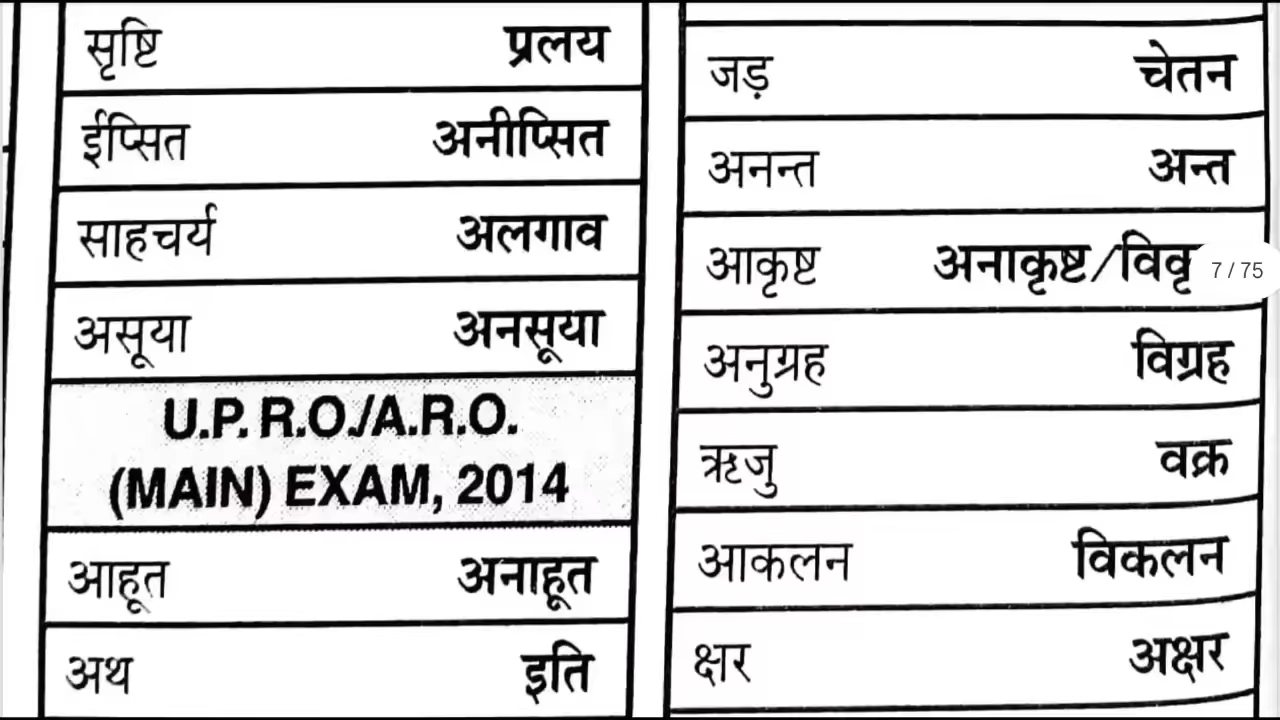 सृष्टि प्रलय
ईप्सित अनीप्सित
साहचर्य अलगाव
असूया अनसूया
U.P. R.O./A.R.O.
(MAIN) EXAM, 2014
आहूत अनाहूत
अथ इति
जड़ चेतन
अनन्त अन्त
आकृष्ट अनाकृष्ट/विवृ
7 / 75
अनुग्रह विग्रह
ऋजु वक्र
आकलन विकलन
क्षर अक्षर